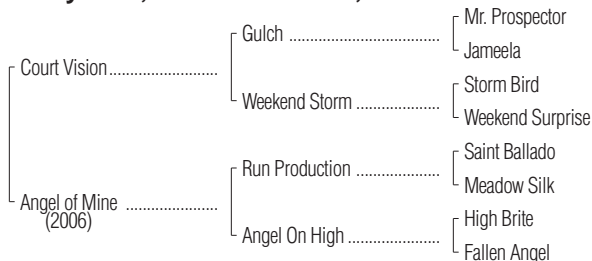 Mr. Prospector
Gulch ........................................
Jameela
Court Vision............................
Storm Bird
Weekend Storm ......................
Weekend Surprise
Saint Ballado
Run Production ......................
Meadow Silk
Angel of Mine ........................
(2006)
High Brite
Angel On High ........................
Fallen Angel